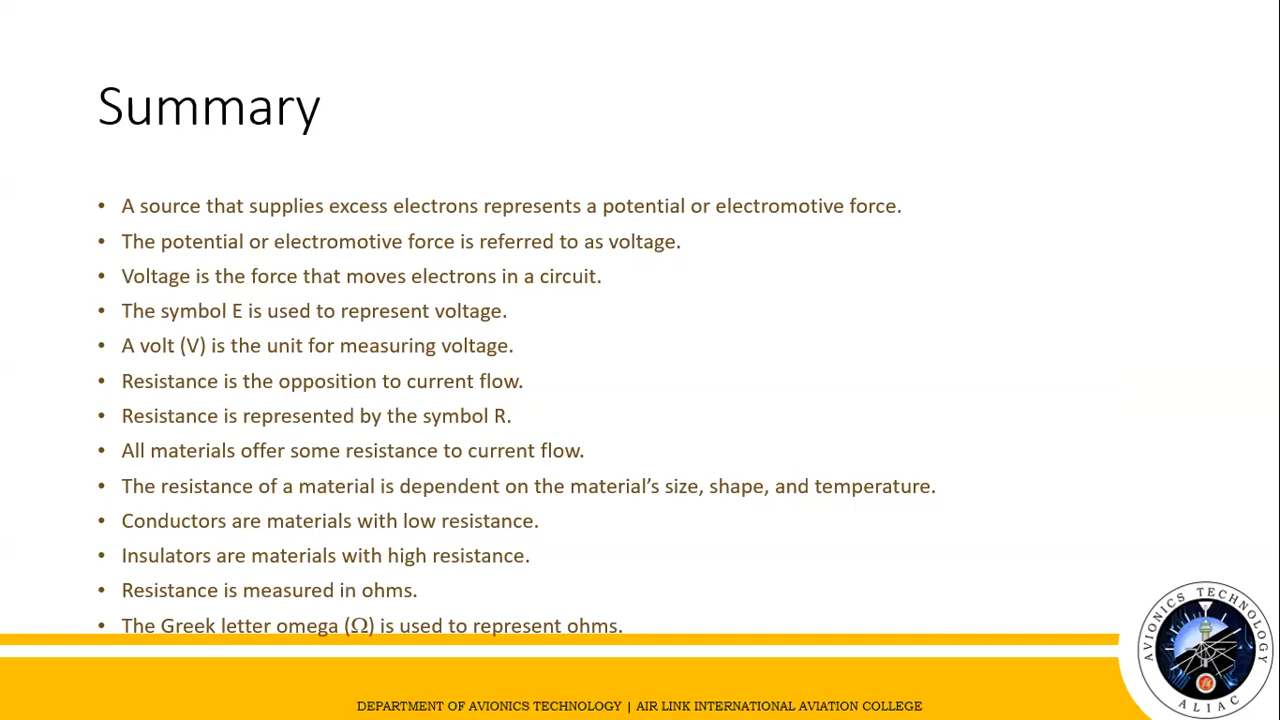 Summary
• A source that supplies excess electrons represents a potential or electromotive force.
• The potential or electromotive force is referred to as voltage.
• Voltage is the force that moves electrons in a circuit.
• The symbol E is used to represent voltage.
• A volt (V) is the unit for measuring voltage.
• Resistance is the opposition to current flow.
• Resistance is represented by the symbol R.
• All materials offer some resistance to current flow.
• The resistance of a material is dependent on the material’s size, shape, and temperature.
• Conductors are materials with low resistance.
• Insulators are materials with high resistance.
• Resistance is measured in ohms.
• The Greek letter omega (Ω) is used to represent ohms.
AVIONICS TECHNOLOGY
ALIAC
DEPARTMENT OF AVIONICS TECHNOLOGY | AIR LINK INTERNATIONAL AVIATION COLLEGE